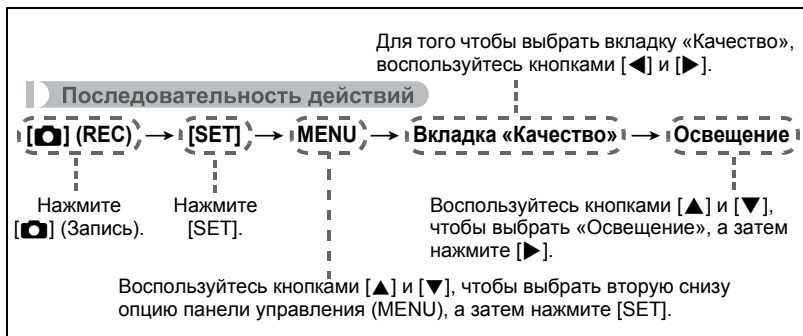 Для того чтобы выбрать вкладку «Качество»,
воспользуйтесь кнопками [◀] и [▶].
Последовательность действий
[📷] (REC) → [SET] → MENU → Вкладка «Качество» → Освещение
Нажмите
[📷] (Запись).
Нажмите
[SET].
Воспользуйтесь кнопками [▲] и [▼],
чтобы выбрать «Освещение», а затем
нажмите [▶].
Воспользуйтесь кнопками [▲] и [▼], чтобы выбрать вторую снизу
опцию панели управления (MENU), а затем нажмите [SET].